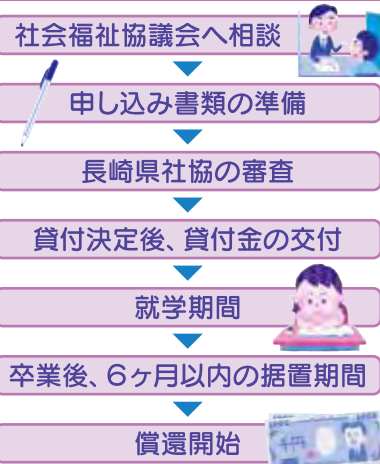 社会福祉協議会へ相談
申し込み書類の準備
長崎県社協の審査
貸付決定後、貸付金の交付
就学期間
卒業後、6ヶ月以内の据置期間
償還開始
千円